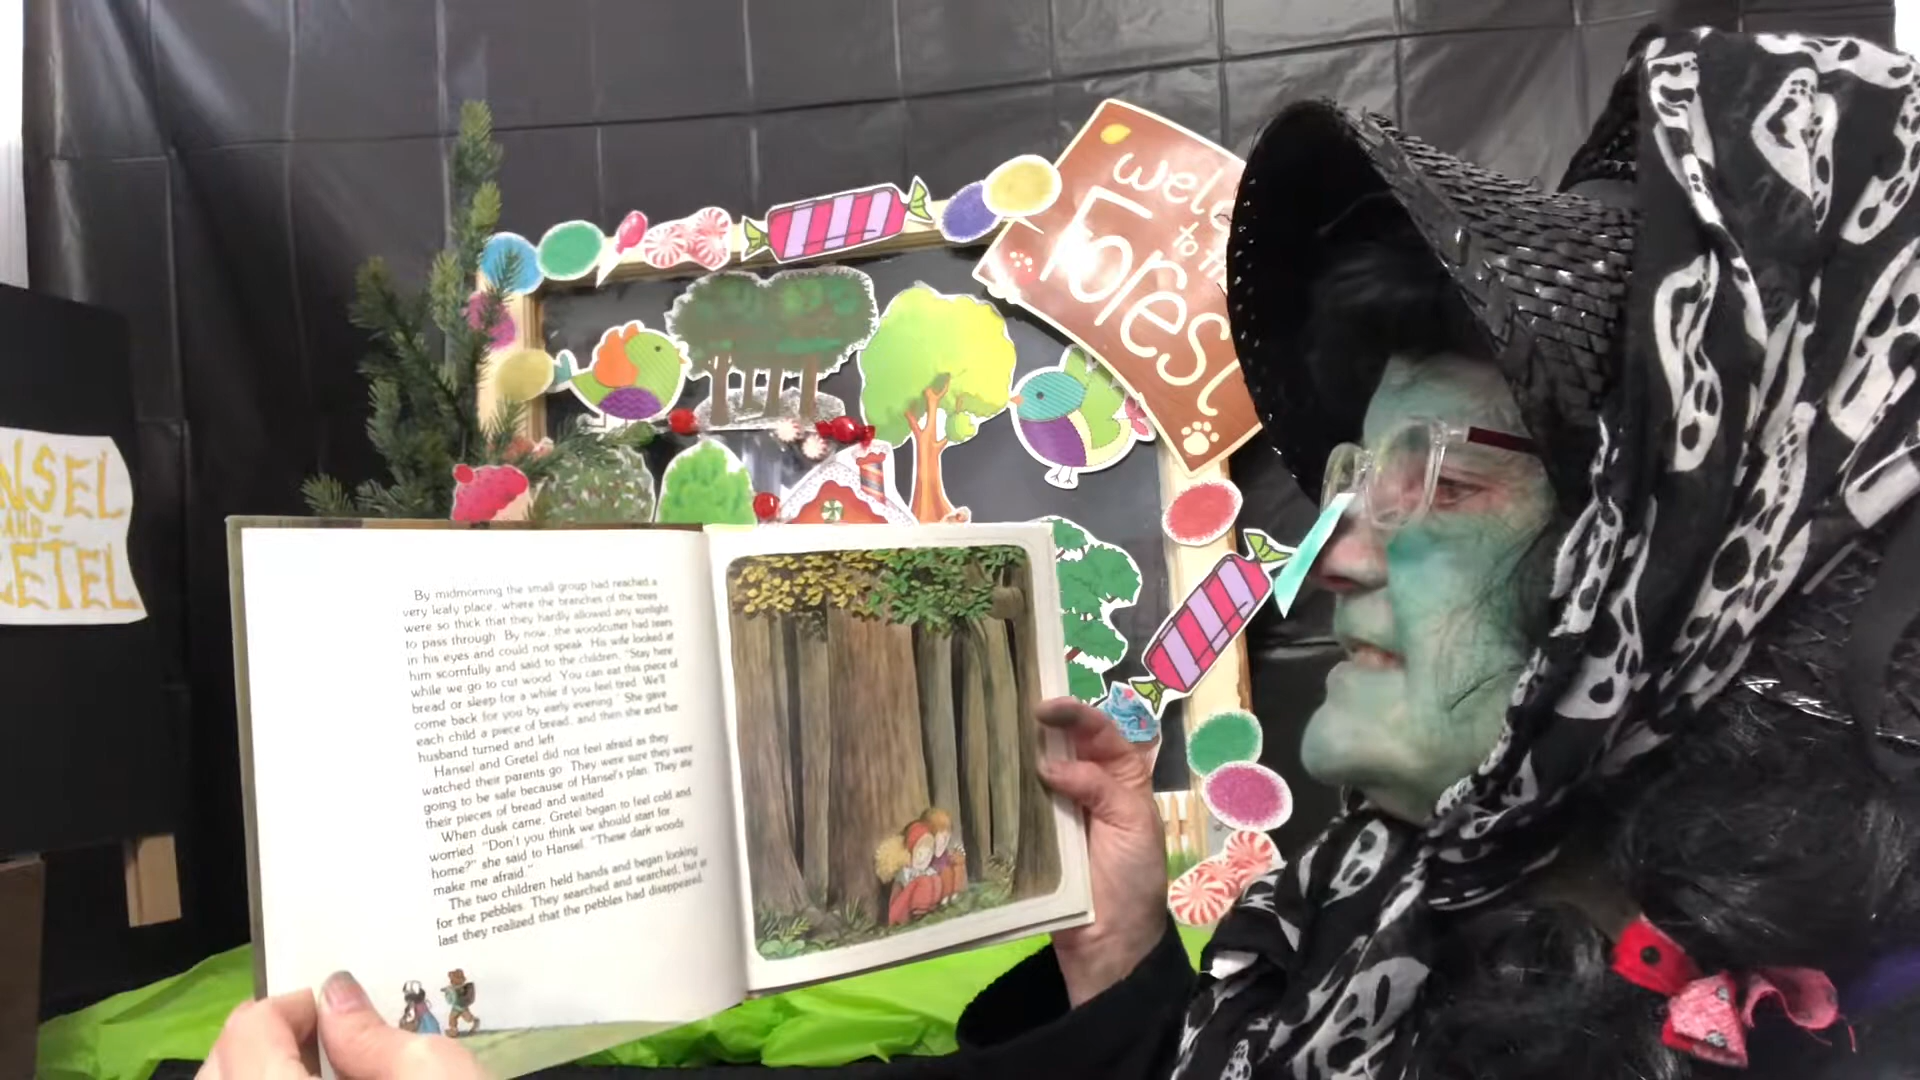 Welc
to th
Forest
NSEL
AND-
ETEL
By midmorning the small group had reached a
very leafy place, where the branches of the trees
were so thick that they hardly allowed any sunlight
to pass through. By now, the woodcutter had tears
in his eyes and could not speak. His wife looked at
him scornfully and said to the children, "Stay here
while we go to cut wood. You can eat this piece of
bread or sleep for a while if you feel tired. We'll
come back for you by early evening." She gave
each child a piece of bread, and then she and her
husband turned and left.
Hansel and Gretel did not feel afraid as they
watched their parents go. They were sure they were
going to be safe because of Hansel's plan. They ate
their pieces of bread and waited.
When dusk came, Gretel began to feel cold and
worried. "Don't you think we should start for
home?" she said to Hansel. "These dark woods
make me afraid."
The two children held hands and began looking
for the pebbles. They searched and searched, but at
last they realized that the pebbles had disappeared.